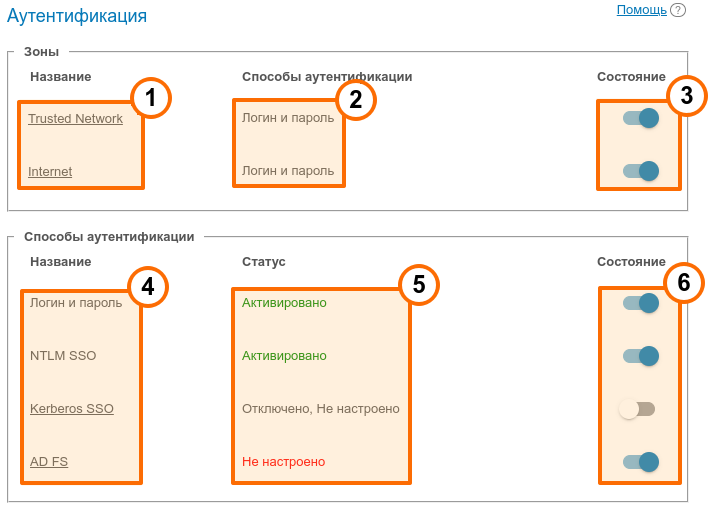 Аутентификация
Помощь ?
Зоны
Название Способы аутентификации Состояние
1 2 3
Trusted Network Логин и пароль
Internet Логин и пароль
Способы аутентификации
Название Статус Состояние
4 5 6
Логин и пароль Активировано
NTLM SSO Активировано
Kerberos SSO Отключено, Не настроено
AD FS Не настроено